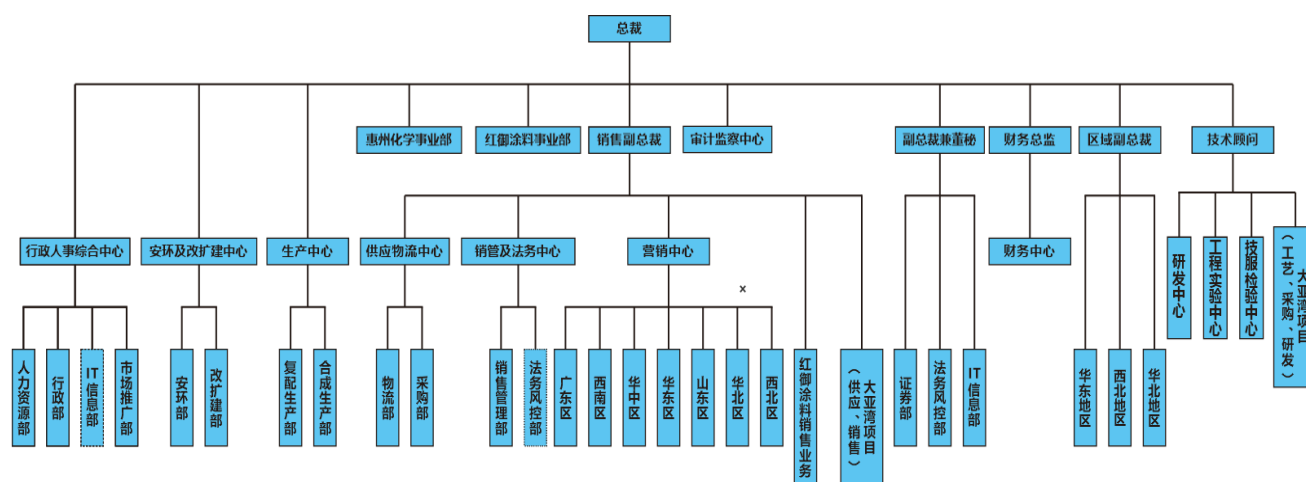 总裁
惠州化学事业部
红御涂料事业部
销售副总裁
审计监察中心
副总裁兼董秘
财务总监
区域副总裁
技术顾问
行政人事综合中心
安环及改扩建中心
生产中心
供应物流中心
销管及法务中心
营销中心
财务中心
研发中心
工程实验中心
技服检验中心
大亚湾项目
（工艺、采购、研发）
x
人力资源部
行政部
IT信息部
市场推广部
安环部
改扩建部
复配生产部
合成生产部
物流部
采购部
销售管理部
法务风控部
广东区
西南区
华中区
华东区
山东区
华北区
西北区
红御涂料销售业务
大亚湾项目
（供应、销售）
证券部
法务风控部
IT信息部
华东地区
西北地区
华北地区